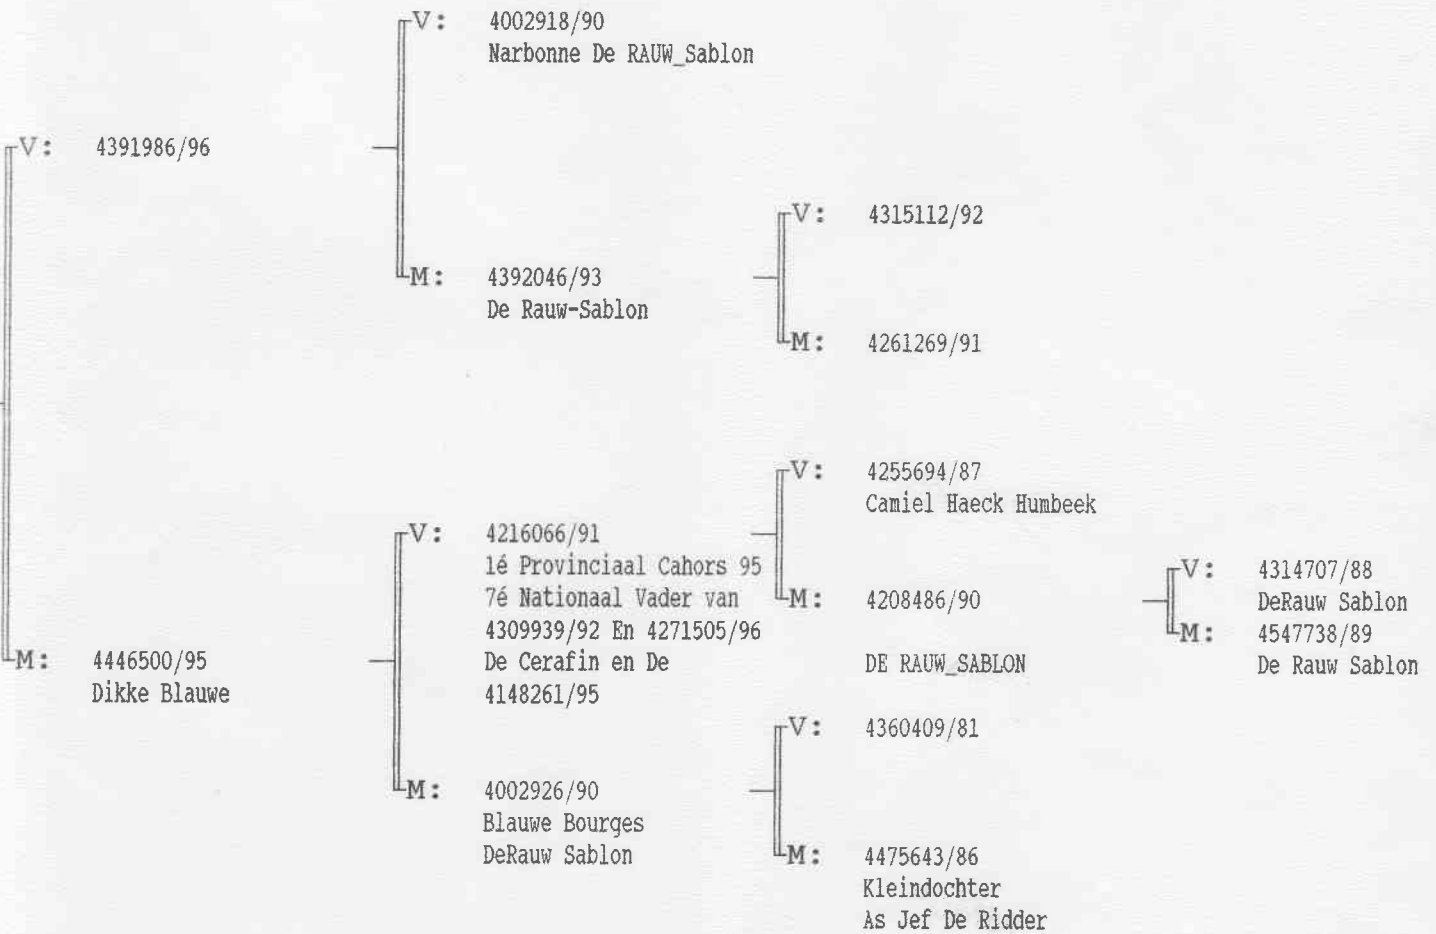 V: 4002918/90
Narbonne De RAUW_Sablon
V: 4391986/96
V: 4315112/92
M: 4392046/93
De Rauw-Sablon
M: 4261269/91
V: 4255694/87
Camiel Haeck Humbeek
V: 4216066/91
1é Provinciaal Cahors 95
7é Nationaal Vader van
4309939/92 En 4271505/96
De Cerafin en De
4148261/95
V: 4314707/88
DeRauw Sablon
M: 4208486/90
DE RAUW_SABLON
M: 4547738/89
De Rauw Sablon
M: 4446500/95
Dikke Blauwe
V: 4360409/81
M: 4002926/90
Blauwe Bourges
DeRauw Sablon
M: 4475643/86
Kleindochter
As Jef De Ridder